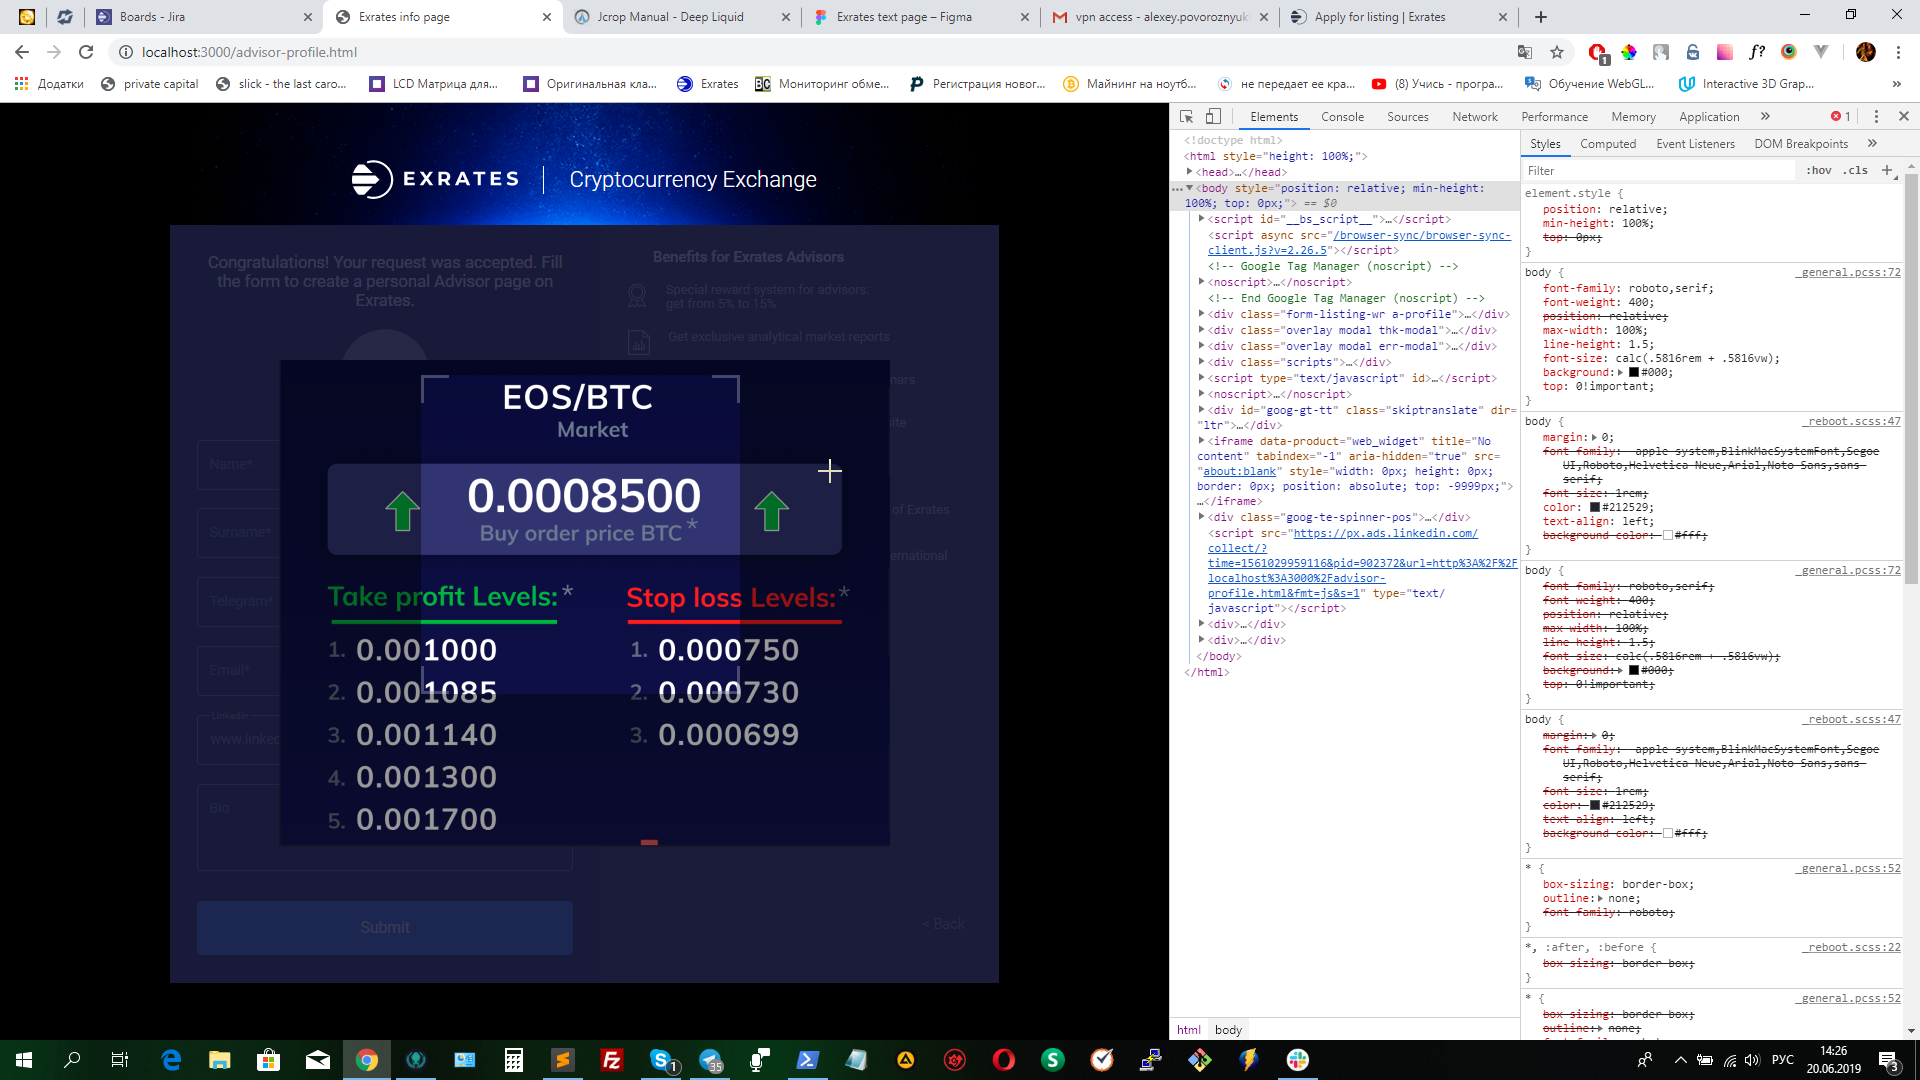 Boards - Jira
Exrates info page
Jcrop Manual - Deep Liquid
Exrates text page – Figma
vpn access - alexey.povoroznyuk
Apply for listing | Exrates
localhost:3000/advisor-profile.html
1
f?
Додатки
private capital
slick - the last caro...
LCD Матрица для...
Оригинальная кла...
Exrates
BC
Мониторинг обме...
Регистрация новог...
Майнинг на ноутб...
не передает ее кра...
(8) Учись - програ...
Обучение WebGL...
Interactive 3D Grap...
»
EXRATES
Cryptocurrency Exchange
Congratulations! Your request was accepted. Fill
the form to create a personal Advisor page on
Exrates.
Benefits for Exrates Advisors
Special reward system for advisors:
get from 5% to 15%
Get exclusive analytical market reports
of Exrates
Name*
Surname*
Telegram*
Email*
LinkedIn
Bio
Submit
< Back
EOS/BTC
Market
0.0008500
Buy order price BTC *
Take profit Levels: *
1. 0.001000
2. 0.001085
3. 0.001140
4. 0.001300
5. 0.001700
Stop loss Levels: *
1. 0.000750
2. 0.000730
3. 0.000699
Elements
Console
Sources
Network
Performance
Memory
Application
»
1
<!doctype html>
<html style="height: 100%;">
<head>…</head>
<body style="position: relative; min-height:
100%; top: 0px;"> == $0
<script id="__bs_script__">…</script>
<script async src="/browser-sync/browser-sync-
client.js?v=2.26.5"></script>
<!-- Google Tag Manager (noscript) -->
<noscript>…</noscript>
<!-- End Google Tag Manager (noscript) -->
<div class="form-listing-wr a-profile">…</div>
<div class="overlay modal thk-modal">…</div>
<div class="overlay modal err-modal">…</div>
<div class="scripts">…</div>
<script type="text/javascript" id>…</script>
<noscript>…</noscript>
<div id="goog-gt-tt" class="skiptranslate" dir=
"ltr">…</div>
<iframe data-product="web_widget" title="No
content" tabindex="-1" aria-hidden="true" src=
"about:blank" style="width: 0px; height: 0px;
border: 0px; position: absolute; top: -9999px;">
…</iframe>
<div class="goog-te-spinner-pos">…</div>
<script src="https://px.ads.linkedin.com/
collect/?
time=1561029959116&pid=902372&url=http%3A%2F%2F
localhost%3A3000%2Fadvisor-
profile.html&fmt=js&s=1" type="text/
javascript"></script>
<div>…</div>
<div>…</div>
</body>
</html>
html
body
Styles
Computed
Event Listeners
DOM Breakpoints
»
Filter
:hov
.cls
+
element.style {
position: relative;
min-height: 100%;
top: 0px;
}
body {
_general.pcss:72
font-family: roboto,serif;
font-weight: 400;
position: relative;
max-width: 100%;
line-height: 1.5;
font-size: calc(.5816rem + .5816vw);
background: #000;
top: 0!important;
}
body {
_reboot.scss:47
margin: 0;
font-family: -apple-system,BlinkMacSystemFont,Segoe
UI,Roboto,Helvetica Neue,Arial,Noto Sans,sans-
serif;
font-size: 1rem;
color: #212529;
text-align: left;
background-color: #fff;
}
body {
_general.pcss:72
font-family: roboto,serif;
font-weight: 400;
position: relative;
max-width: 100%;
line-height: 1.5;
font-size: calc(.5816rem + .5816vw);
background: #000;
top: 0!important;
}
body {
_reboot.scss:47
margin: 0;
font-family: -apple-system,BlinkMacSystemFont,Segoe
UI,Roboto,Helvetica Neue,Arial,Noto Sans,sans-
serif;
font-size: 1rem;
color: #212529;
text-align: left;
background-color: #fff;
}
* {
_general.pcss:52
box-sizing: border-box;
outline: none;
font-family: roboto;
}
*, :after, :before {
_reboot.scss:22
box-sizing: border-box;
}
* {
_general.pcss:52
box-sizing: border-box;
outline: none;
1
35
РУС
14:26
20.06.2019
3